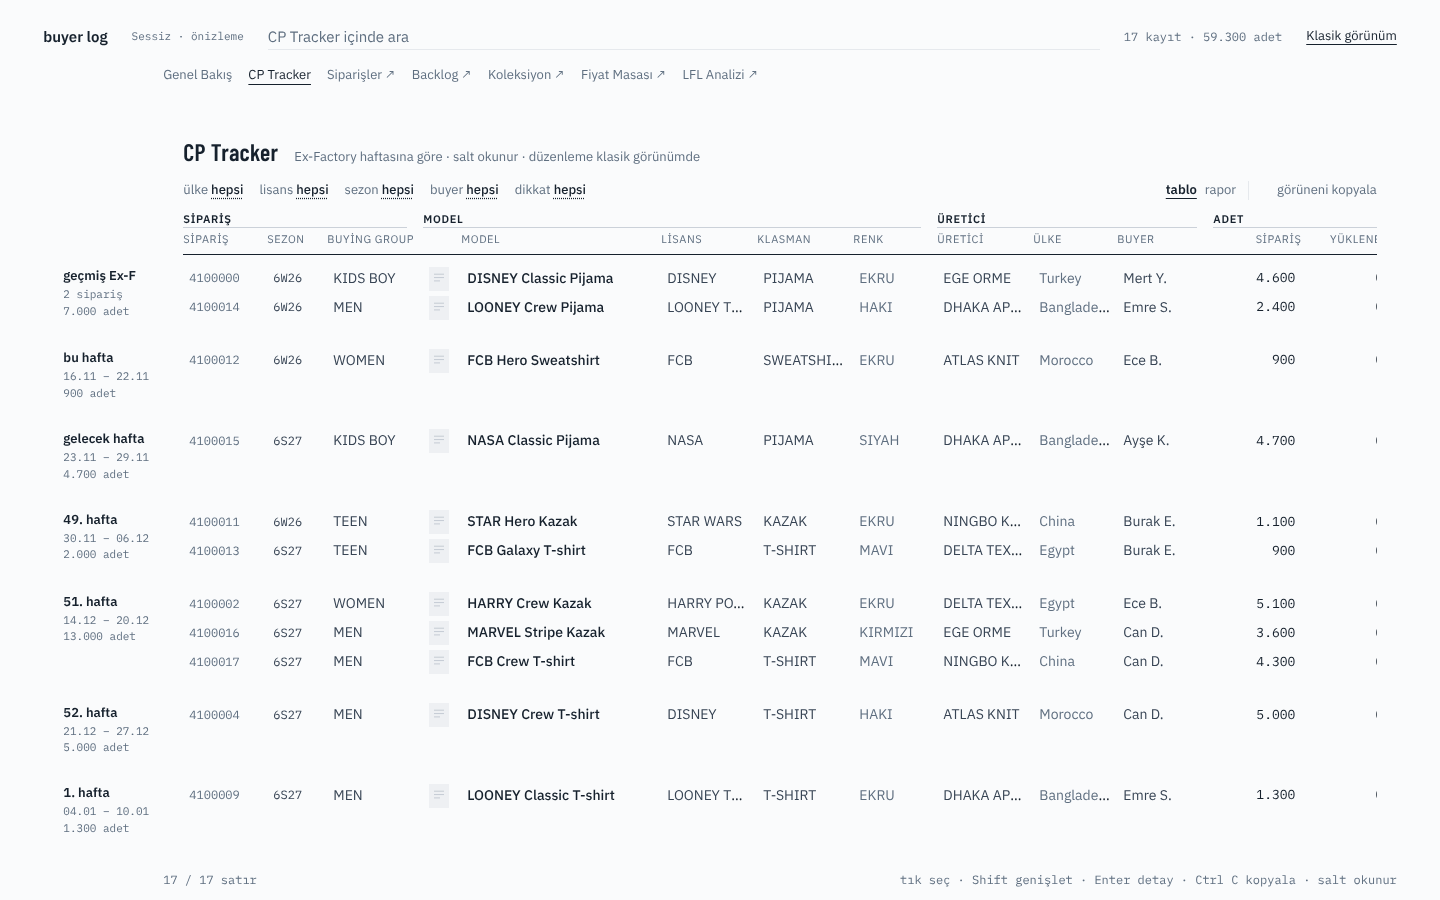 buyer log Sessiz · önizleme CP Tracker içinde ara 17 kayıt · 59.300 adet Klasik görünüm
Genel Bakış CP Tracker Siparişler ↗ Backlog ↗ Koleksiyon ↗ Fiyat Masası ↗ LFL Analizi ↗
CP Tracker Ex-Factory haftasına göre · salt okunur · düzenleme klasik görünümde
ülke hepsi lisans hepsi sezon hepsi buyer hepsi dikkat hepsi tablo rapor görüneni kopyala
SİPARİŞ MODEL ÜRETİCİ ADET
SİPARİŞ SEZON BUYİNG GROUP MODEL LİSANS KLASMAN RENK ÜRETİCİ ÜLKE BUYER SİPARİŞ YÜKLENE
geçmiş Ex-F 4100000 6W26 KIDS BOY DISNEY Classic Pijama DISNEY PIJAMA EKRU EGE ORME Turkey Mert Y. 4.600
2 sipariş
7.000 adet 4100014 6W26 MEN LOONEY Crew Pijama LOONEY T... PIJAMA HAKI DHAKA AP... Banglade... Emre S. 2.400
bu hafta 4100012 6W26 WOMEN FCB Hero Sweatshirt FCB SWEATSHI... EKRU ATLAS KNIT Morocco Ece B. 900
16.11 – 22.11
900 adet
gelecek hafta 4100015 6S27 KIDS BOY NASA Classic Pijama NASA PIJAMA SIYAH DHAKA AP... Banglade... Ayşe K. 4.700
23.11 – 29.11
4.700 adet
49. hafta 4100011 6W26 TEEN STAR Hero Kazak STAR WARS KAZAK EKRU NINGBO K... China Burak E. 1.100
30.11 – 06.12
2.000 adet 4100013 6S27 TEEN FCB Galaxy T-shirt FCB T-SHIRT MAVI DELTA TEX... Egypt Burak E. 900
51. hafta 4100002 6S27 WOMEN HARRY Crew Kazak HARRY PO... KAZAK EKRU DELTA TEX... Egypt Ece B. 5.100
14.12 – 20.12
13.000 adet 4100016 6S27 MEN MARVEL Stripe Kazak MARVEL KAZAK KIRMIZI EGE ORME Turkey Can D. 3.600
4100017 6S27 MEN FCB Crew T-shirt FCB T-SHIRT MAVI NINGBO K... China Can D. 4.300
52. hafta 4100004 6S27 MEN DISNEY Crew T-shirt DISNEY T-SHIRT HAKI ATLAS KNIT Morocco Can D. 5.000
21.12 – 27.12
5.000 adet
1. hafta 4100009 6S27 MEN LOONEY Classic T-shirt LOONEY T... T-SHIRT EKRU DHAKA AP... Banglade... Emre S. 1.300
04.01 – 10.01
1.300 adet
17 / 17 satır tık seç · Shift genişlet · Enter detay · Ctrl C kopyala · salt okunur